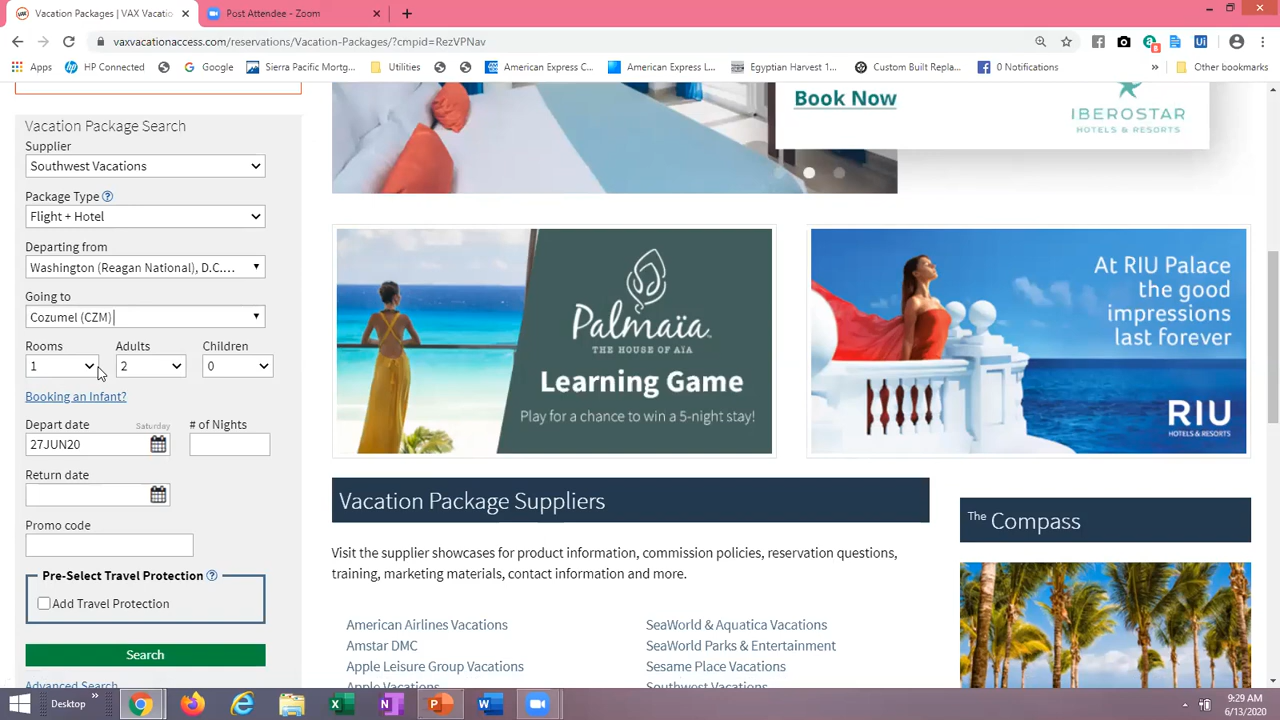 Vacation Packages | VAX Vacatio
Post Attendee - Zoom
vaxvacationaccess.com/reservations/Vacation-Packages/?cmpid=RezVPNav
Apps
HP Connected
Google
Sierra Pacific Mortg...
Utilities
American Express C...
American Express L...
Egyptian Harvest 1...
Custom Built Repla...
0 Notifications
»
Other bookmarks
Vacation Package Search
Supplier
Southwest Vacations
Package Type ?
Flight + Hotel
Departing from
Washington (Reagan National), D.C....
Going to
Cozumel (CZM)
Rooms Adults Children
1 2 0
Booking an Infant?
Depart date Saturday # of Nights
27JUN20
Return date
Promo code
Pre-Select Travel Protection ?
Add Travel Protection
Search
Advanced Search
Book Now
IBEROSTAR
HOTELS & RESORTS
Palmaïa
THE HOUSE OF AÏA
Learning Game
Play for a chance to win a 5-night stay!
At RIU Palace
the good
impressions
last forever
RIU
HOTELS & RESORTS
Vacation Package Suppliers
Visit the supplier showcases for product information, commission policies, reservation questions,
training, marketing materials, contact information and more.
American Airlines Vacations
Amstar DMC
Apple Leisure Group Vacations
Apple Vacations
SeaWorld & Aquatica Vacations
SeaWorld Parks & Entertainment
Sesame Place Vacations
Southwest Vacations
The Compass
Desktop
»
9:29 AM
6/13/2020